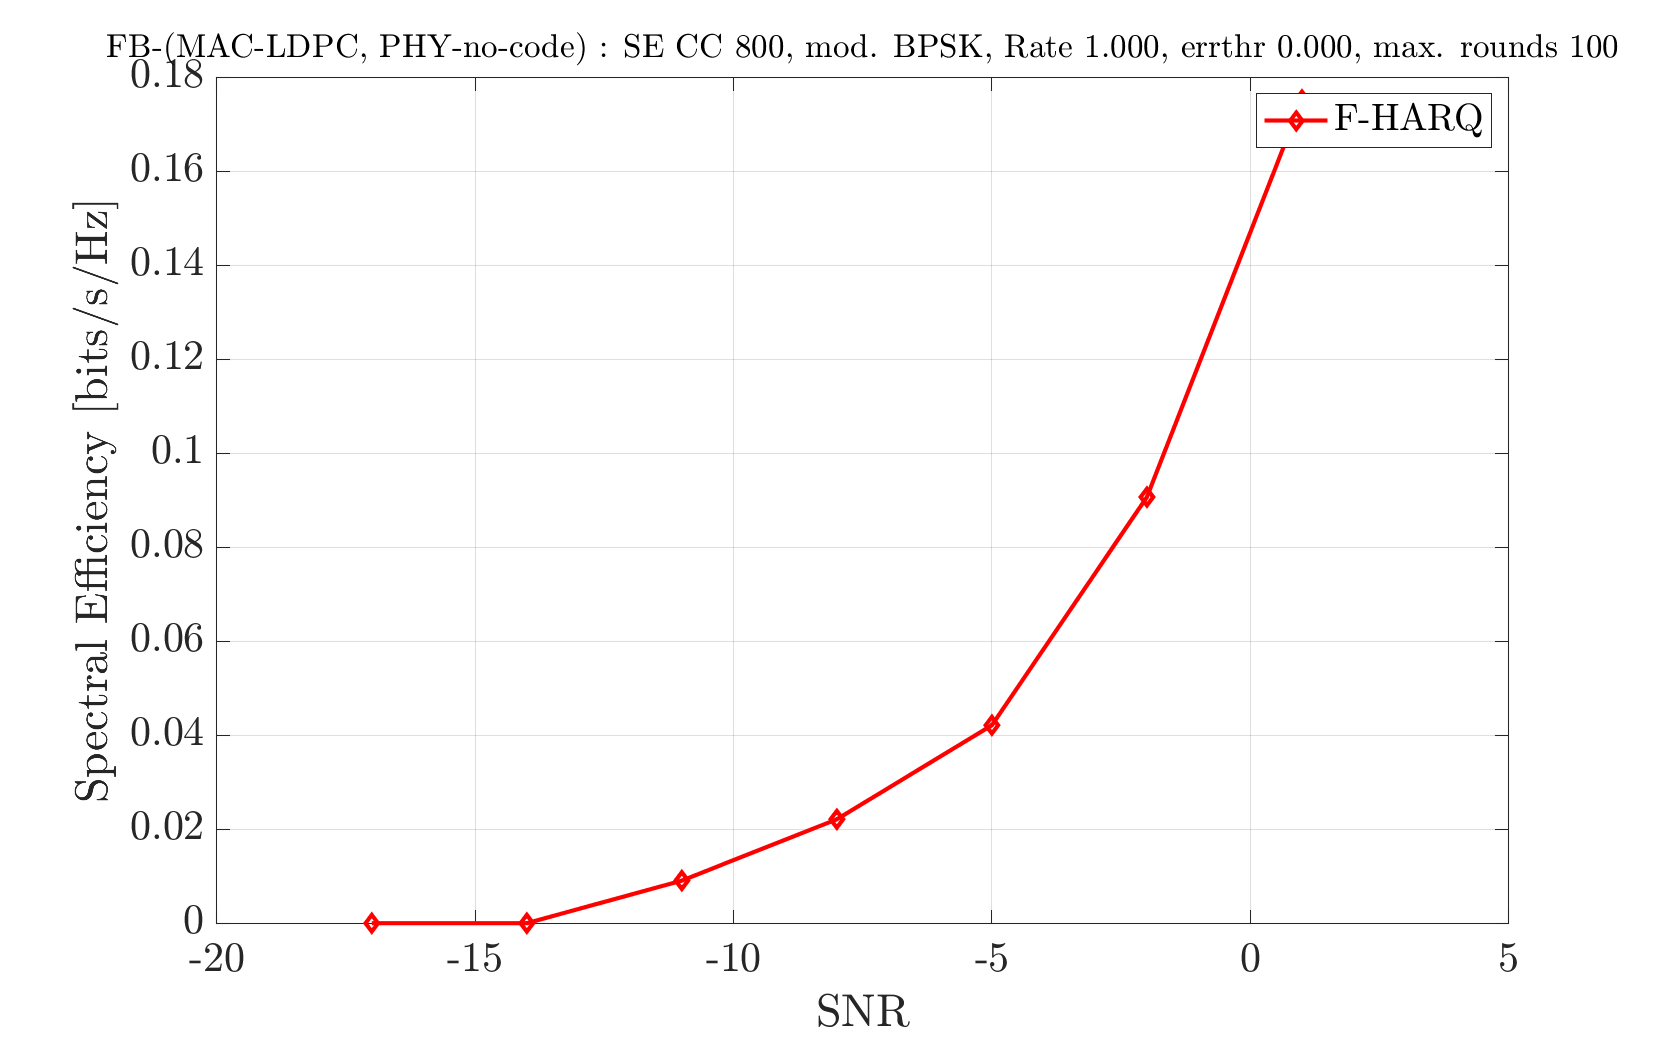 FB-(MAC-LDPC, PHY-no-code) : SE CC 800, mod. BPSK, Rate 1.000, errthr 0.000, max. rounds 100
F-HARQ
Spectral Efficiency [bits/s/Hz]
0.18
0.16
0.14
0.12
0.1
0.08
0.06
0.04
0.02
0
-20 -15 -10 -5 0 5
SNR